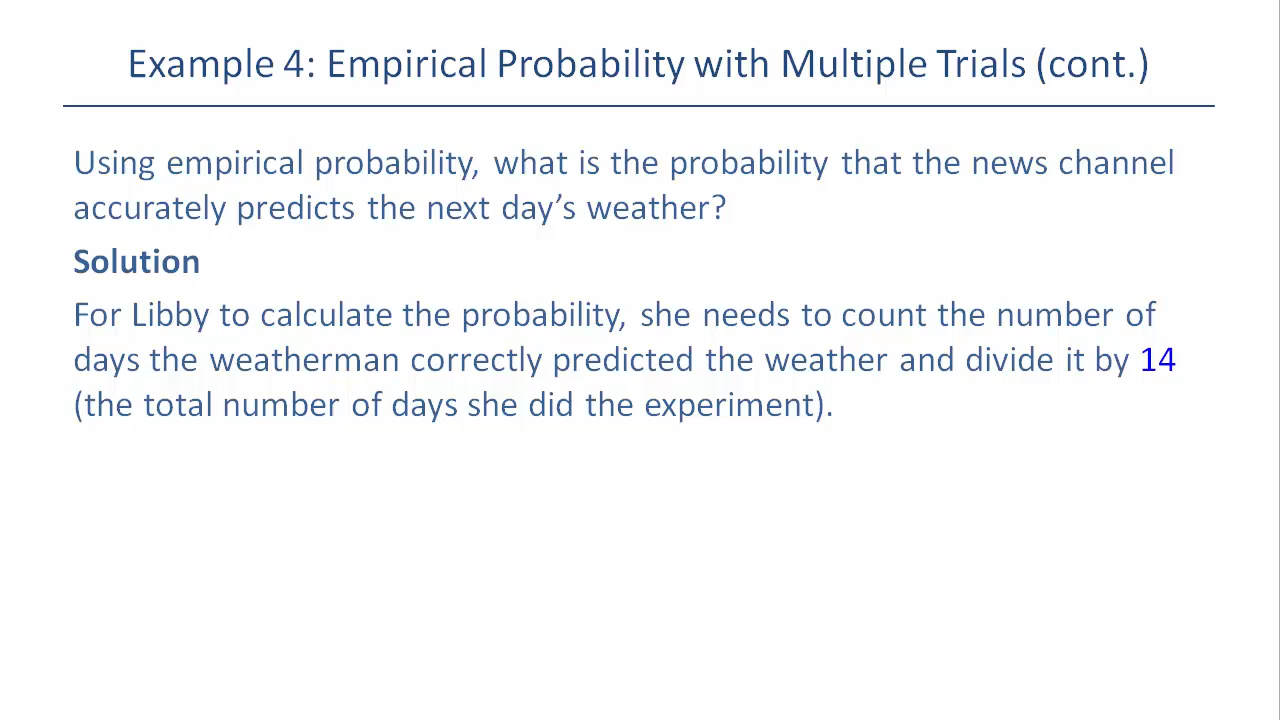 Example 4: Empirical Probability with Multiple Trials (cont.)
Using empirical probability, what is the probability that the news channel
accurately predicts the next day’s weather?
Solution
For Libby to calculate the probability, she needs to count the number of
days the weatherman correctly predicted the weather and divide it by 14
(the total number of days she did the experiment).